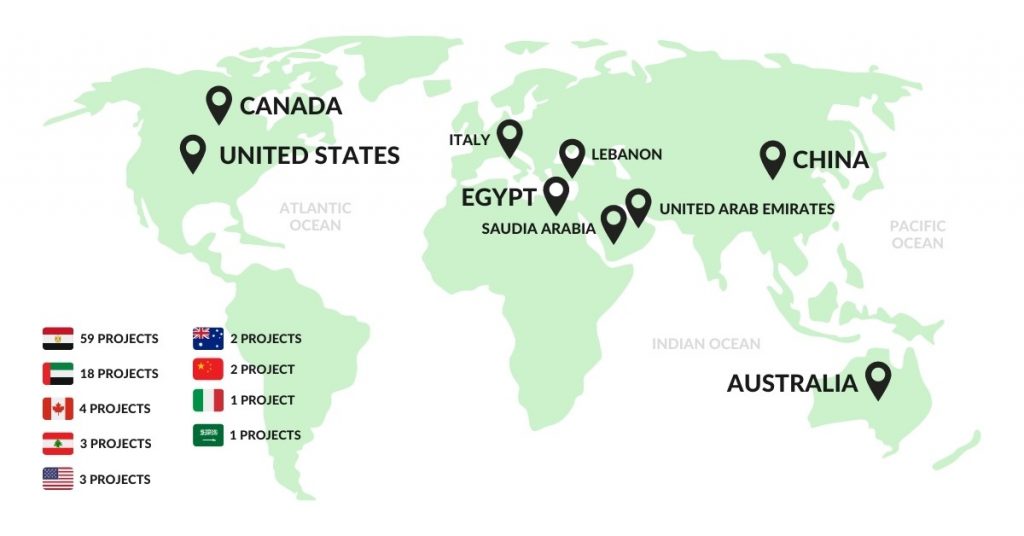 CANADA
UNITED STATES
ITALY
LEBANON
CHINA
EGYPT
SAUDIA ARABIA
UNITED ARAB EMIRATES
ATLANTIC
OCEAN
PACIFIC
OCEAN
INDIAN OCEAN
AUSTRALIA
59 PROJECTS
18 PROJECTS
4 PROJECTS
3 PROJECTS
3 PROJECTS
2 PROJECTS
2 PROJECT
1 PROJECT
1 PROJECTS